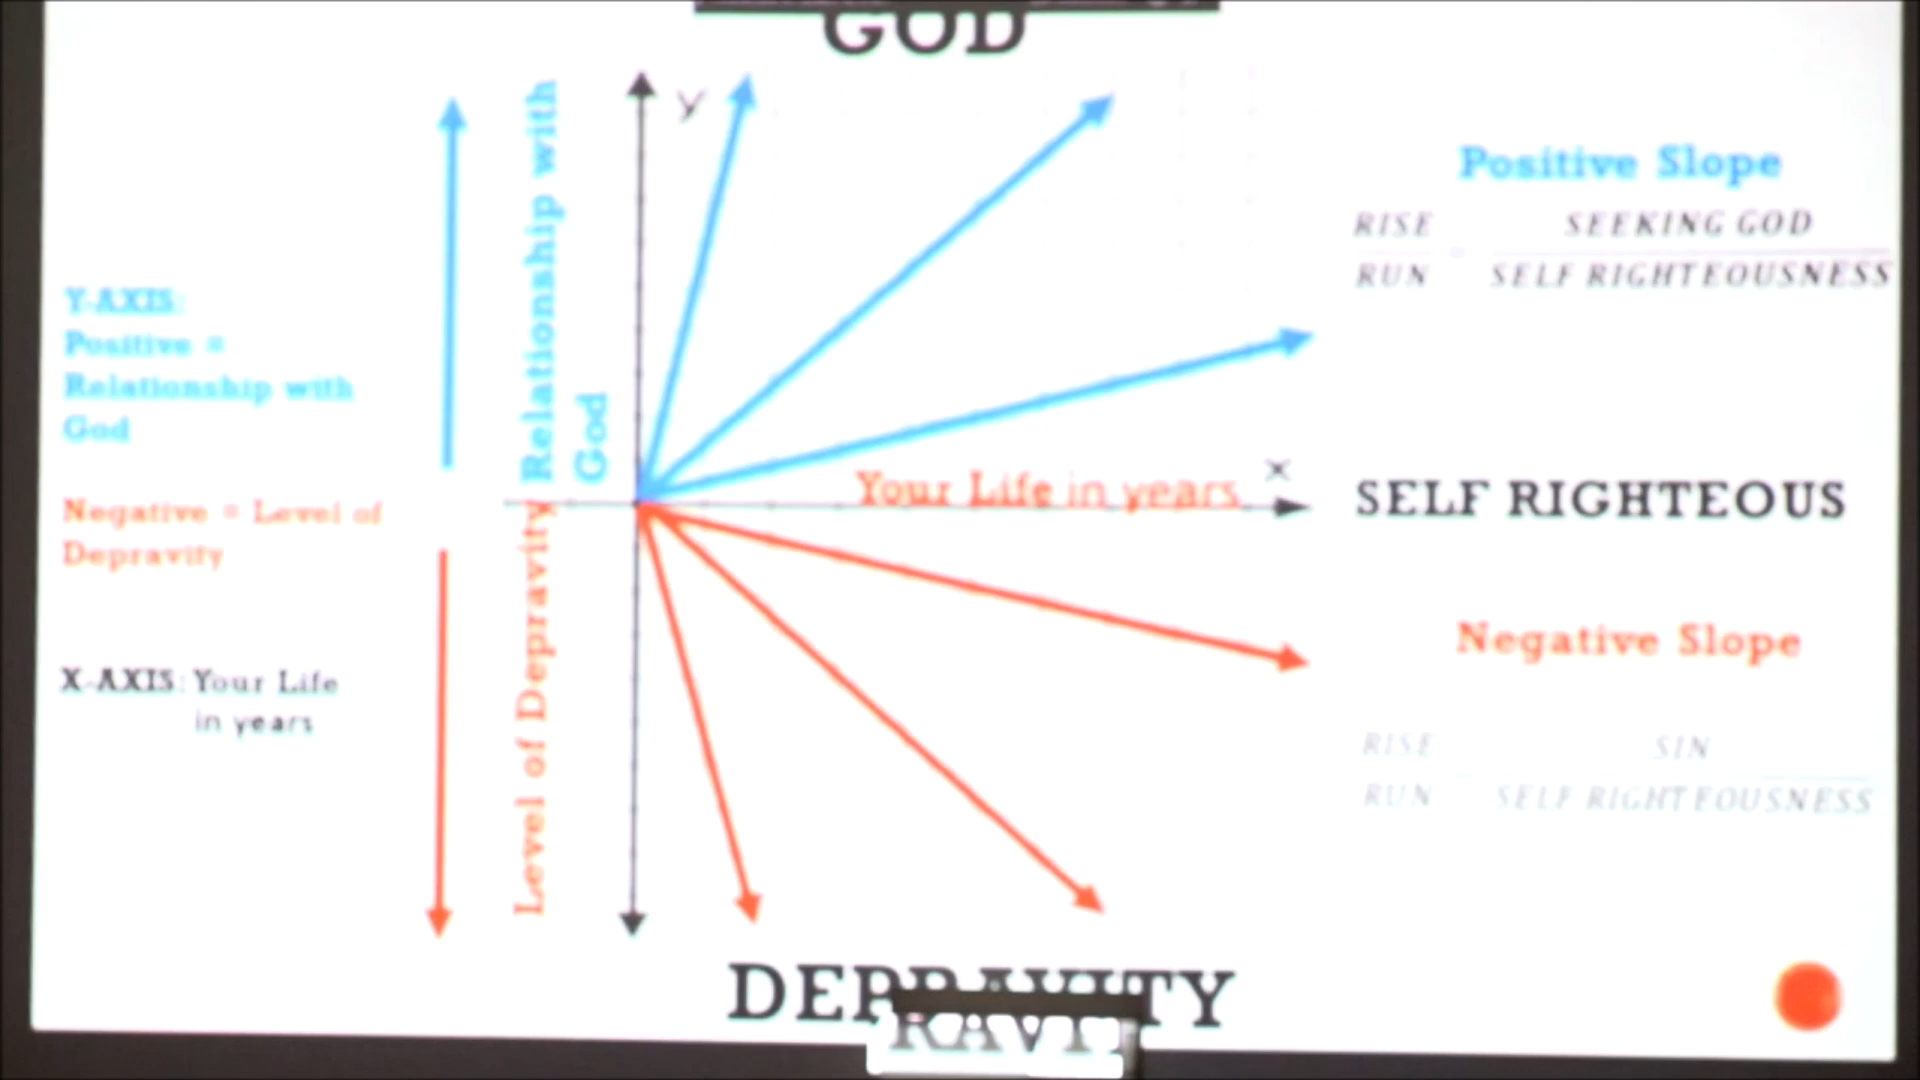 GOD
y
Relationship with
God
Positive Slope
RISE SEEKING GOD
RUN SELF RIGHTEOUSNESS
Y-AXIS:
Positive =
Relationship with
God
Your Life in years
x
SELF RIGHTEOUS
Negative = Level of
Depravity
Level of Depravity
Negative Slope
X-AXIS: Your Life
in years
RISE SIN
RUN SELF RIGHTEOUSNESS
DEPRAVITY
RAVIT